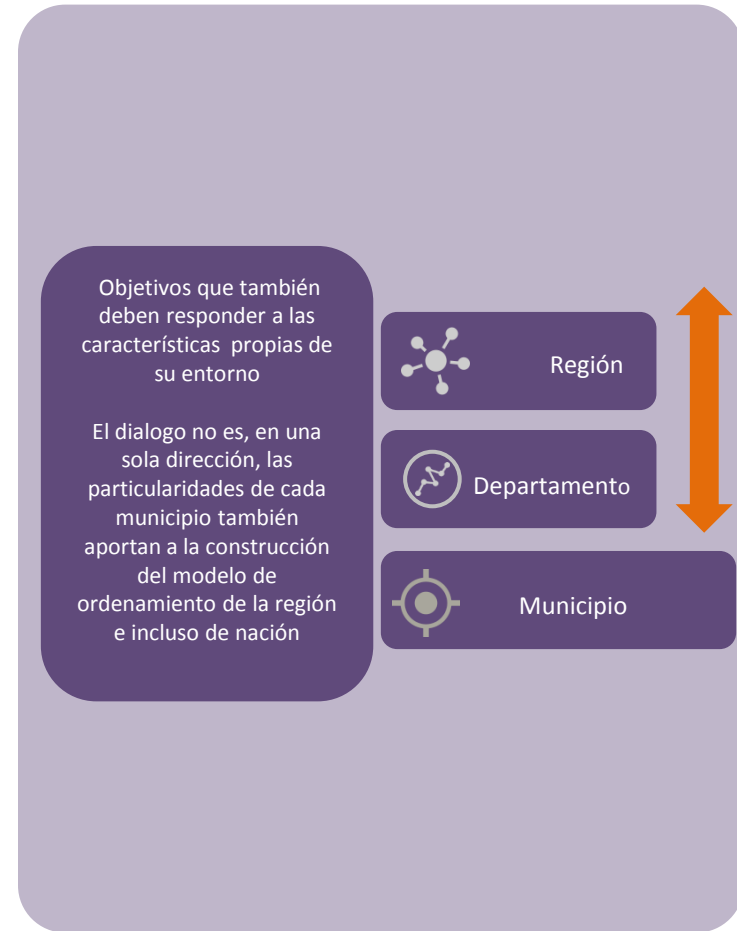 Objetivos que también
deben responder a las
características propias de
su entorno
El dialogo no es, en una
sola dirección, las
particularidades de cada
municipio también
aportan a la construcción
del modelo de
ordenamiento de la región
e incluso de nación
Región
Departamento
Municipio